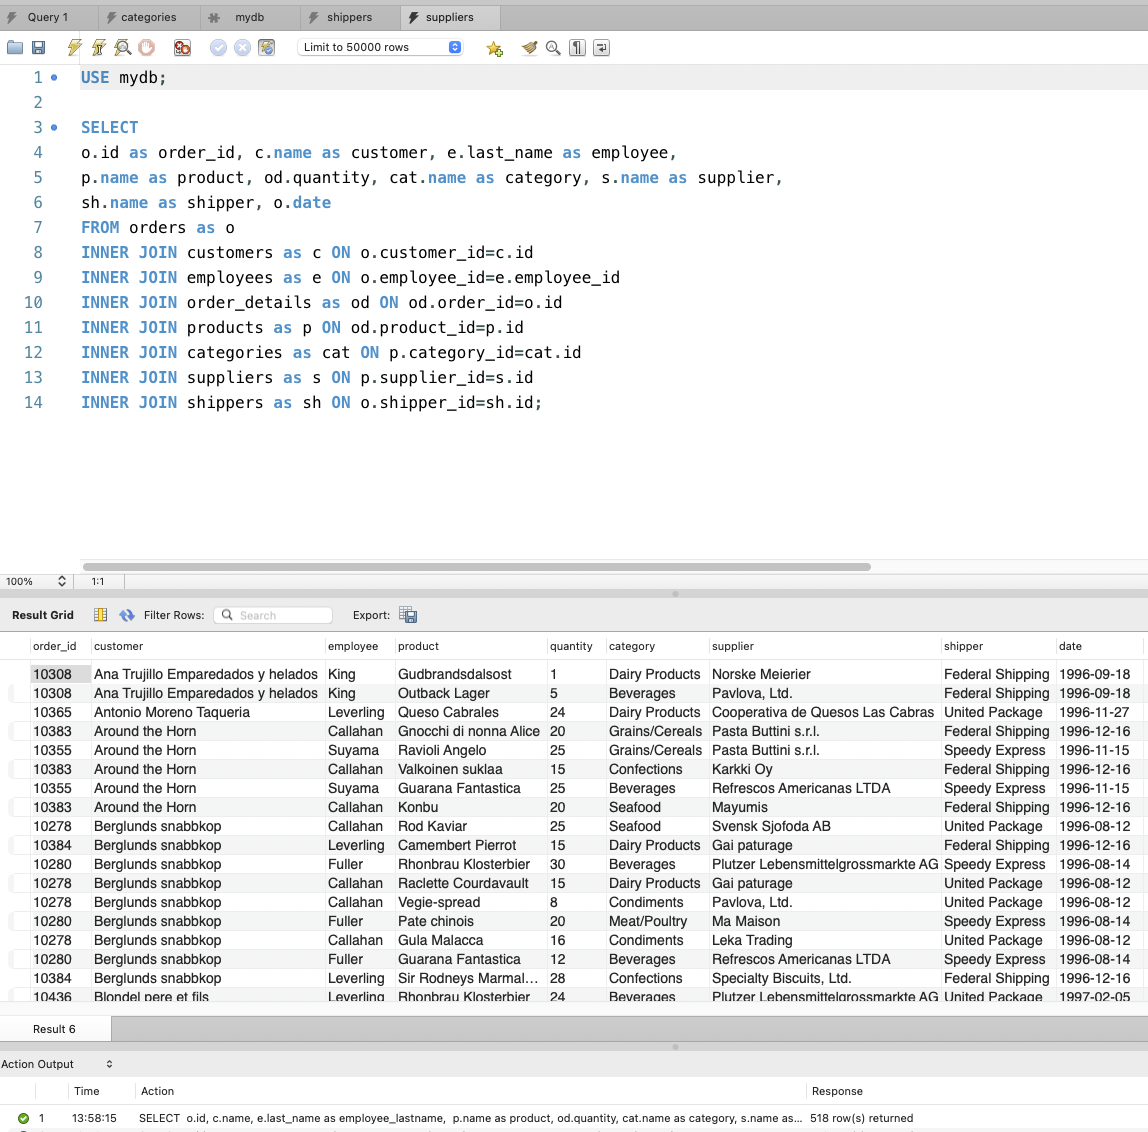 Query 1 categories mydb shippers suppliers
Limit to 50000 rows
1 USE mydb;
2
3 SELECT
4 o.id as order_id, c.name as customer, e.last_name as employee,
5 p.name as product, od.quantity, cat.name as category, s.name as supplier,
6 sh.name as shipper, o.date
7 FROM orders as o
8 INNER JOIN customers as c ON o.customer_id=c.id
9 INNER JOIN employees as e ON o.employee_id=e.employee_id
10 INNER JOIN order_details as od ON od.order_id=o.id
11 INNER JOIN products as p ON od.product_id=p.id
12 INNER JOIN categories as cat ON p.category_id=cat.id
13 INNER JOIN suppliers as s ON p.supplier_id=s.id
14 INNER JOIN shippers as sh ON o.shipper_id=sh.id;
100% 1:1
Result Grid Filter Rows: Search Export:
order_id customer employee product quantity category supplier shipper date
10308 Ana Trujillo Emparedados y helados King Gudbrandsdalsost 1 Dairy Products Norske Meierier Federal Shipping 1996-09-18
10308 Ana Trujillo Emparedados y helados King Outback Lager 5 Beverages Pavlova, Ltd. Federal Shipping 1996-09-18
10365 Antonio Moreno Taqueria Leverling Queso Cabrales 24 Dairy Products Cooperativa de Quesos Las Cabras United Package 1996-11-27
10383 Around the Horn Callahan Gnocchi di nonna Alice 20 Grains/Cereals Pasta Buttini s.r.l. Federal Shipping 1996-12-16
10355 Around the Horn Suyama Ravioli Angelo 25 Grains/Cereals Pasta Buttini s.r.l. Speedy Express 1996-11-15
10383 Around the Horn Callahan Valkoinen suklaa 15 Confections Karkki Oy Federal Shipping 1996-12-16
10355 Around the Horn Suyama Guarana Fantastica 25 Beverages Refrescos Americanas LTDA Speedy Express 1996-11-15
10383 Around the Horn Callahan Konbu 20 Seafood Mayumis Federal Shipping 1996-12-16
10278 Berglunds snabbkop Callahan Rod Kaviar 25 Seafood Svensk Sjofoda AB United Package 1996-08-12
10384 Berglunds snabbkop Leverling Camembert Pierrot 15 Dairy Products Gai paturage Federal Shipping 1996-12-16
10280 Berglunds snabbkop Fuller Rhonbrau Klosterbier 30 Beverages Plutzer Lebensmittelgrossmarkte AG Speedy Express 1996-08-14
10278 Berglunds snabbkop Callahan Raclette Courdavault 15 Dairy Products Gai paturage United Package 1996-08-12
10278 Berglunds snabbkop Callahan Vegie-spread 8 Condiments Pavlova, Ltd. United Package 1996-08-12
10280 Berglunds snabbkop Fuller Pate chinois 20 Meat/Poultry Ma Maison Speedy Express 1996-08-14
10278 Berglunds snabbkop Callahan Gula Malacca 16 Condiments Leka Trading United Package 1996-08-12
10280 Berglunds snabbkop Fuller Guarana Fantastica 12 Beverages Refrescos Americanas LTDA Speedy Express 1996-08-14
10384 Berglunds snabbkop Leverling Sir Rodneys Marmal... 28 Confections Specialty Biscuits, Ltd. Federal Shipping 1996-12-16
10436 Blondel pere et fils Leverling Rhonbrau Klosterbier 24 Beverages Plutzer Lebensmittelgrossmarkte AG United Package 1997-02-05
Result 6
Action Output
Time Action Response
1 13:58:15 SELECT o.id, c.name, e.last_name as employee_lastname, p.name as product, od.quantity, cat.name as category, s.name as... 518 row(s) returned